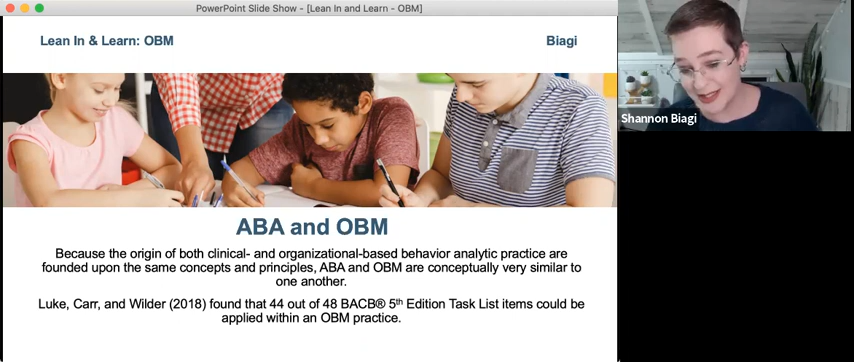 PowerPoint Slide Show - [Lean In and Learn - OBM]
Lean In & Learn: OBM
Biagi
Shannon Biagi
ABA and OBM
Because the origin of both clinical- and organizational-based behavior analytic practice are
founded upon the same concepts and principles, ABA and OBM are conceptually very similar to
one another.
Luke, Carr, and Wilder (2018) found that 44 out of 48 BACB® 5th Edition Task List items could be
applied within an OBM practice.